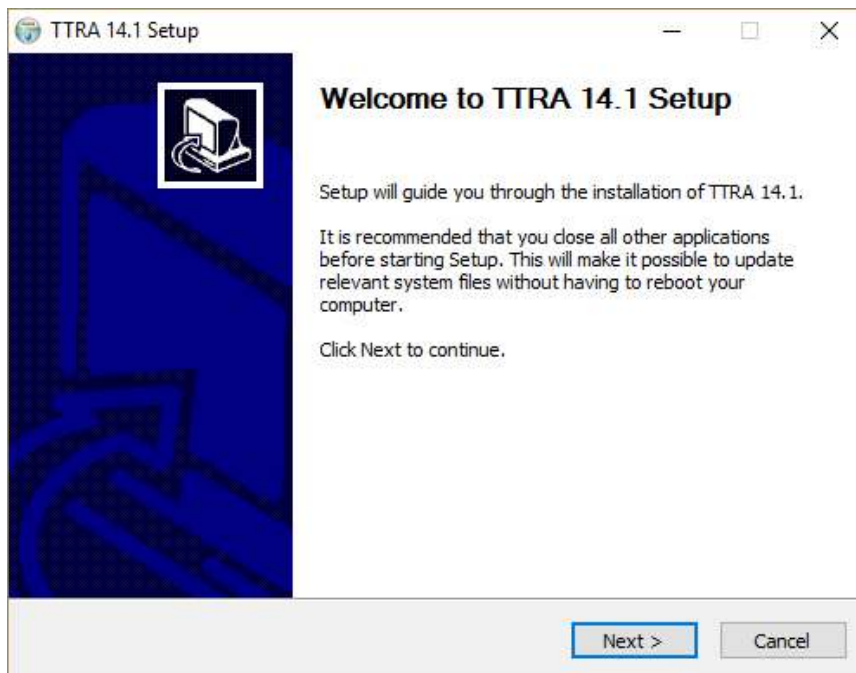 TTRA 14.1 Setup
Welcome to TTRA 14.1 Setup
Setup will guide you through the installation of TTRA 14.1.
It is recommended that you close all other applications
before starting Setup. This will make it possible to update
relevant system files without having to reboot your
computer.
Click Next to continue.
Next >
Cancel